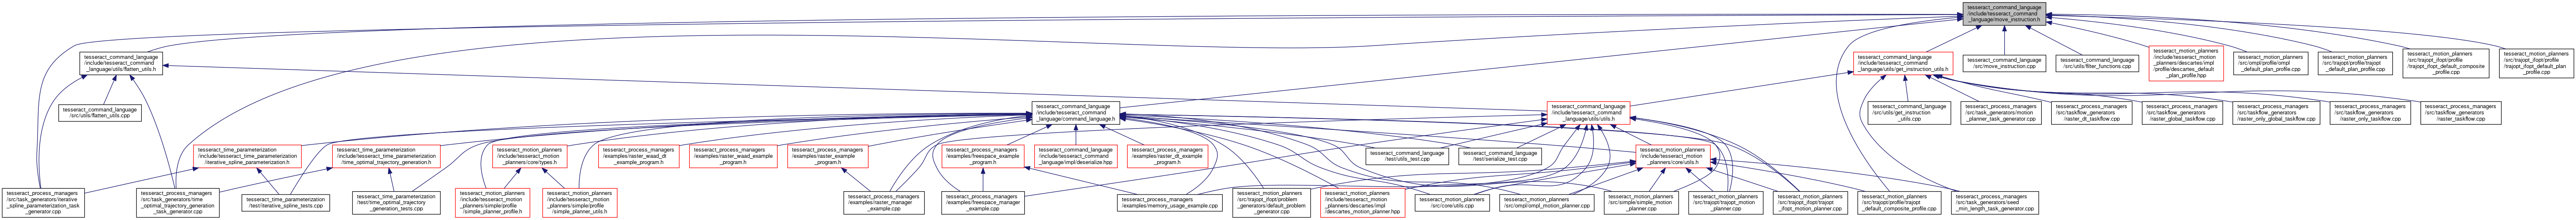 tesseract_command_language
/include/tesseract_command
_language/move_instruction.h
tesseract_command_language
/include/tesseract_command
_language/utils/flatten_utils.h
tesseract_command_language
/include/tesseract_command
_language/utils/get_instruction_utils.h
tesseract_command_language
/src/move_instruction.cpp
tesseract_command_language
/src/utils/filter_functions.cpp
tesseract_motion_planners
/include/tesseract_motion
_planners/descartes/impl
/profile/descartes_default
_plan_profile.hpp
tesseract_motion_planners
/src/ompl/profile/ompl
_default_plan_profile.cpp
tesseract_motion_planners
/src/trajopt/profile/trajopt
_default_plan_profile.cpp
tesseract_motion_planners
/src/trajopt_ifopt/profile
/trajopt_ifopt_default_composite
_profile.cpp
tesseract_motion_planners
/src/trajopt_ifopt/profile
/trajopt_ifopt_default_plan
_profile.cpp
tesseract_command_language
/src/utils/flatten_utils.cpp
tesseract_command_language
/include/tesseract_command
_language/command_language.h
tesseract_command_language
/include/tesseract_command
_language/utils/utils.h
tesseract_command_language
/src/utils/get_instruction
_utils.cpp
tesseract_process_managers
/src/task_generators/motion
_planner_task_generator.cpp
tesseract_process_managers
/src/taskflow_generators
/raster_dt_taskflow.cpp
tesseract_process_managers
/src/taskflow_generators
/raster_global_taskflow.cpp
tesseract_process_managers
/src/taskflow_generators
/raster_only_global_taskflow.cpp
tesseract_process_managers
/src/taskflow_generators
/raster_only_taskflow.cpp
tesseract_process_managers
/src/taskflow_generators
/raster_taskflow.cpp
tesseract_time_parameterization
/include/tesseract_time_parameterization
/iterative_spline_parameterization.h
tesseract_time_parameterization
/include/tesseract_time_parameterization
/time_optimal_trajectory_generation.h
tesseract_motion_planners
/include/tesseract_motion
_planners/core/types.h
tesseract_process_managers
/examples/raster_waad_dt
_example_program.h
tesseract_process_managers
/examples/raster_waad_example
_program.h
tesseract_process_managers
/examples/raster_example
_program.h
tesseract_process_managers
/examples/freespace_example
_program.h
tesseract_command_language
/include/tesseract_command
_language/impl/deserialize.hpp
tesseract_process_managers
/examples/raster_dt_example
_program.h
tesseract_command_language
/test/utils_test.cpp
tesseract_command_language
/test/serialize_test.cpp
tesseract_motion_planners
/include/tesseract_motion
_planners/core/utils.h
tesseract_process_managers
/src/task_generators/iterative
_spline_parameterization_task
_generator.cpp
tesseract_process_managers
/src/task_generators/time
_optimal_trajectory_generation
_task_generator.cpp
tesseract_time_parameterization
/test/iterative_spline_tests.cpp
tesseract_time_parameterization
/test/time_optimal_trajectory
_generation_tests.cpp
tesseract_motion_planners
/include/tesseract_motion
_planners/simple/profile
/simple_planner_profile.h
tesseract_motion_planners
/include/tesseract_motion
_planners/simple/profile
/simple_planner_utils.h
tesseract_process_managers
/examples/raster_manager
_example.cpp
tesseract_process_managers
/examples/freespace_manager
_example.cpp
tesseract_process_managers
/examples/memory_usage_example.cpp
tesseract_motion_planners
/src/trajopt_ifopt/problem
_generators/default_problem
_generator.cpp
tesseract_motion_planners
/include/tesseract_motion
_planners/descartes/impl
/descartes_motion_planner.hpp
tesseract_motion_planners
/src/core/utils.cpp
tesseract_motion_planners
/src/ompl/ompl_motion_planner.cpp
tesseract_motion_planners
/src/simple/simple_motion
_planner.cpp
tesseract_motion_planners
/src/trajopt/trajopt_motion
_planner.cpp
tesseract_motion_planners
/src/trajopt_ifopt/trajopt
_ifopt_motion_planner.cpp
tesseract_motion_planners
/src/trajopt/profile/trajopt
_default_composite_profile.cpp
tesseract_process_managers
/src/task_generators/seed
_min_length_task_generator.cpp